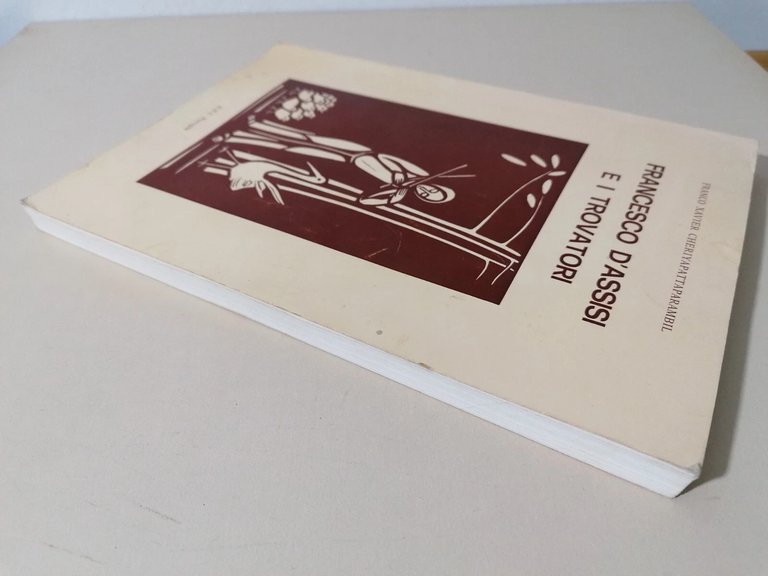 FRANCO XAVIER CHERIYAPATTAPARAMBIL
FRANCESCO D'ASSISI
E I TROVATORI